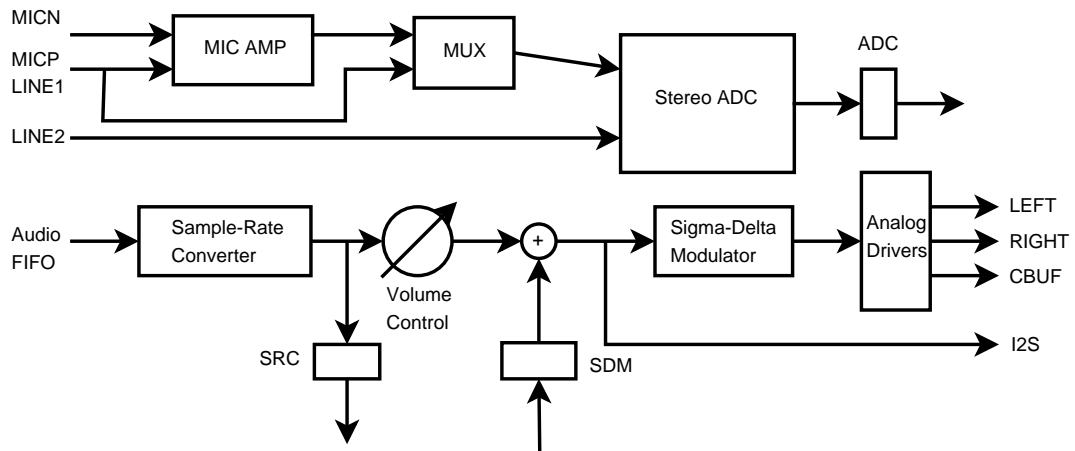 MICN
MIC AMP
MUX
ADC
MICP
LINE1
Stereo ADC
LINE2
Audio
FIFO
Sample-Rate
Converter
Volume
Control
+
Sigma-Delta
Modulator
Analog
Drivers
LEFT
RIGHT
CBUF
SRC
SDM
I2S